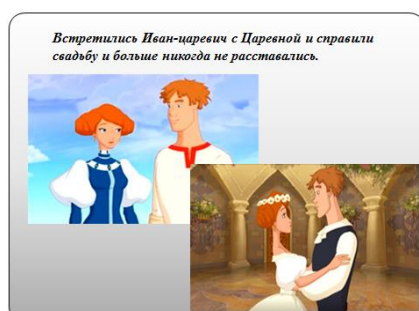 Встретились Иван-царевич с Царевной и справили
свадьбу и больше никогда не расставались.